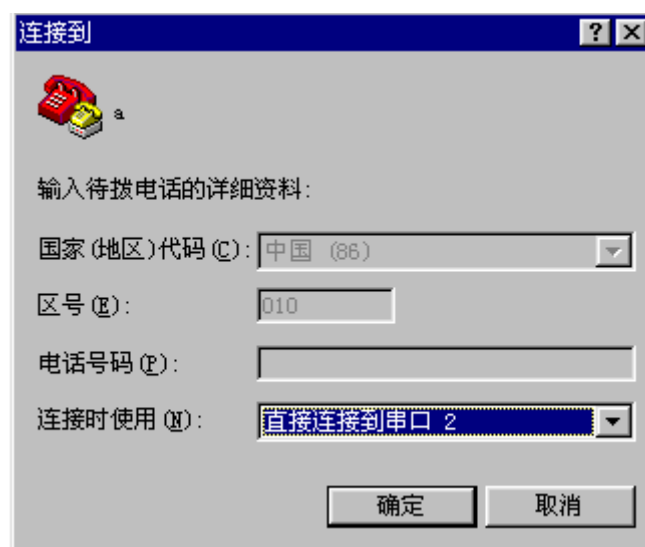 连接到
a
输入待拨电话的详细资料:
国家(地区)代码(C): 中国 (86)
区号(E): 010
电话号码(P):
连接时使用(N): 直接连接到串口 2
确定 取消